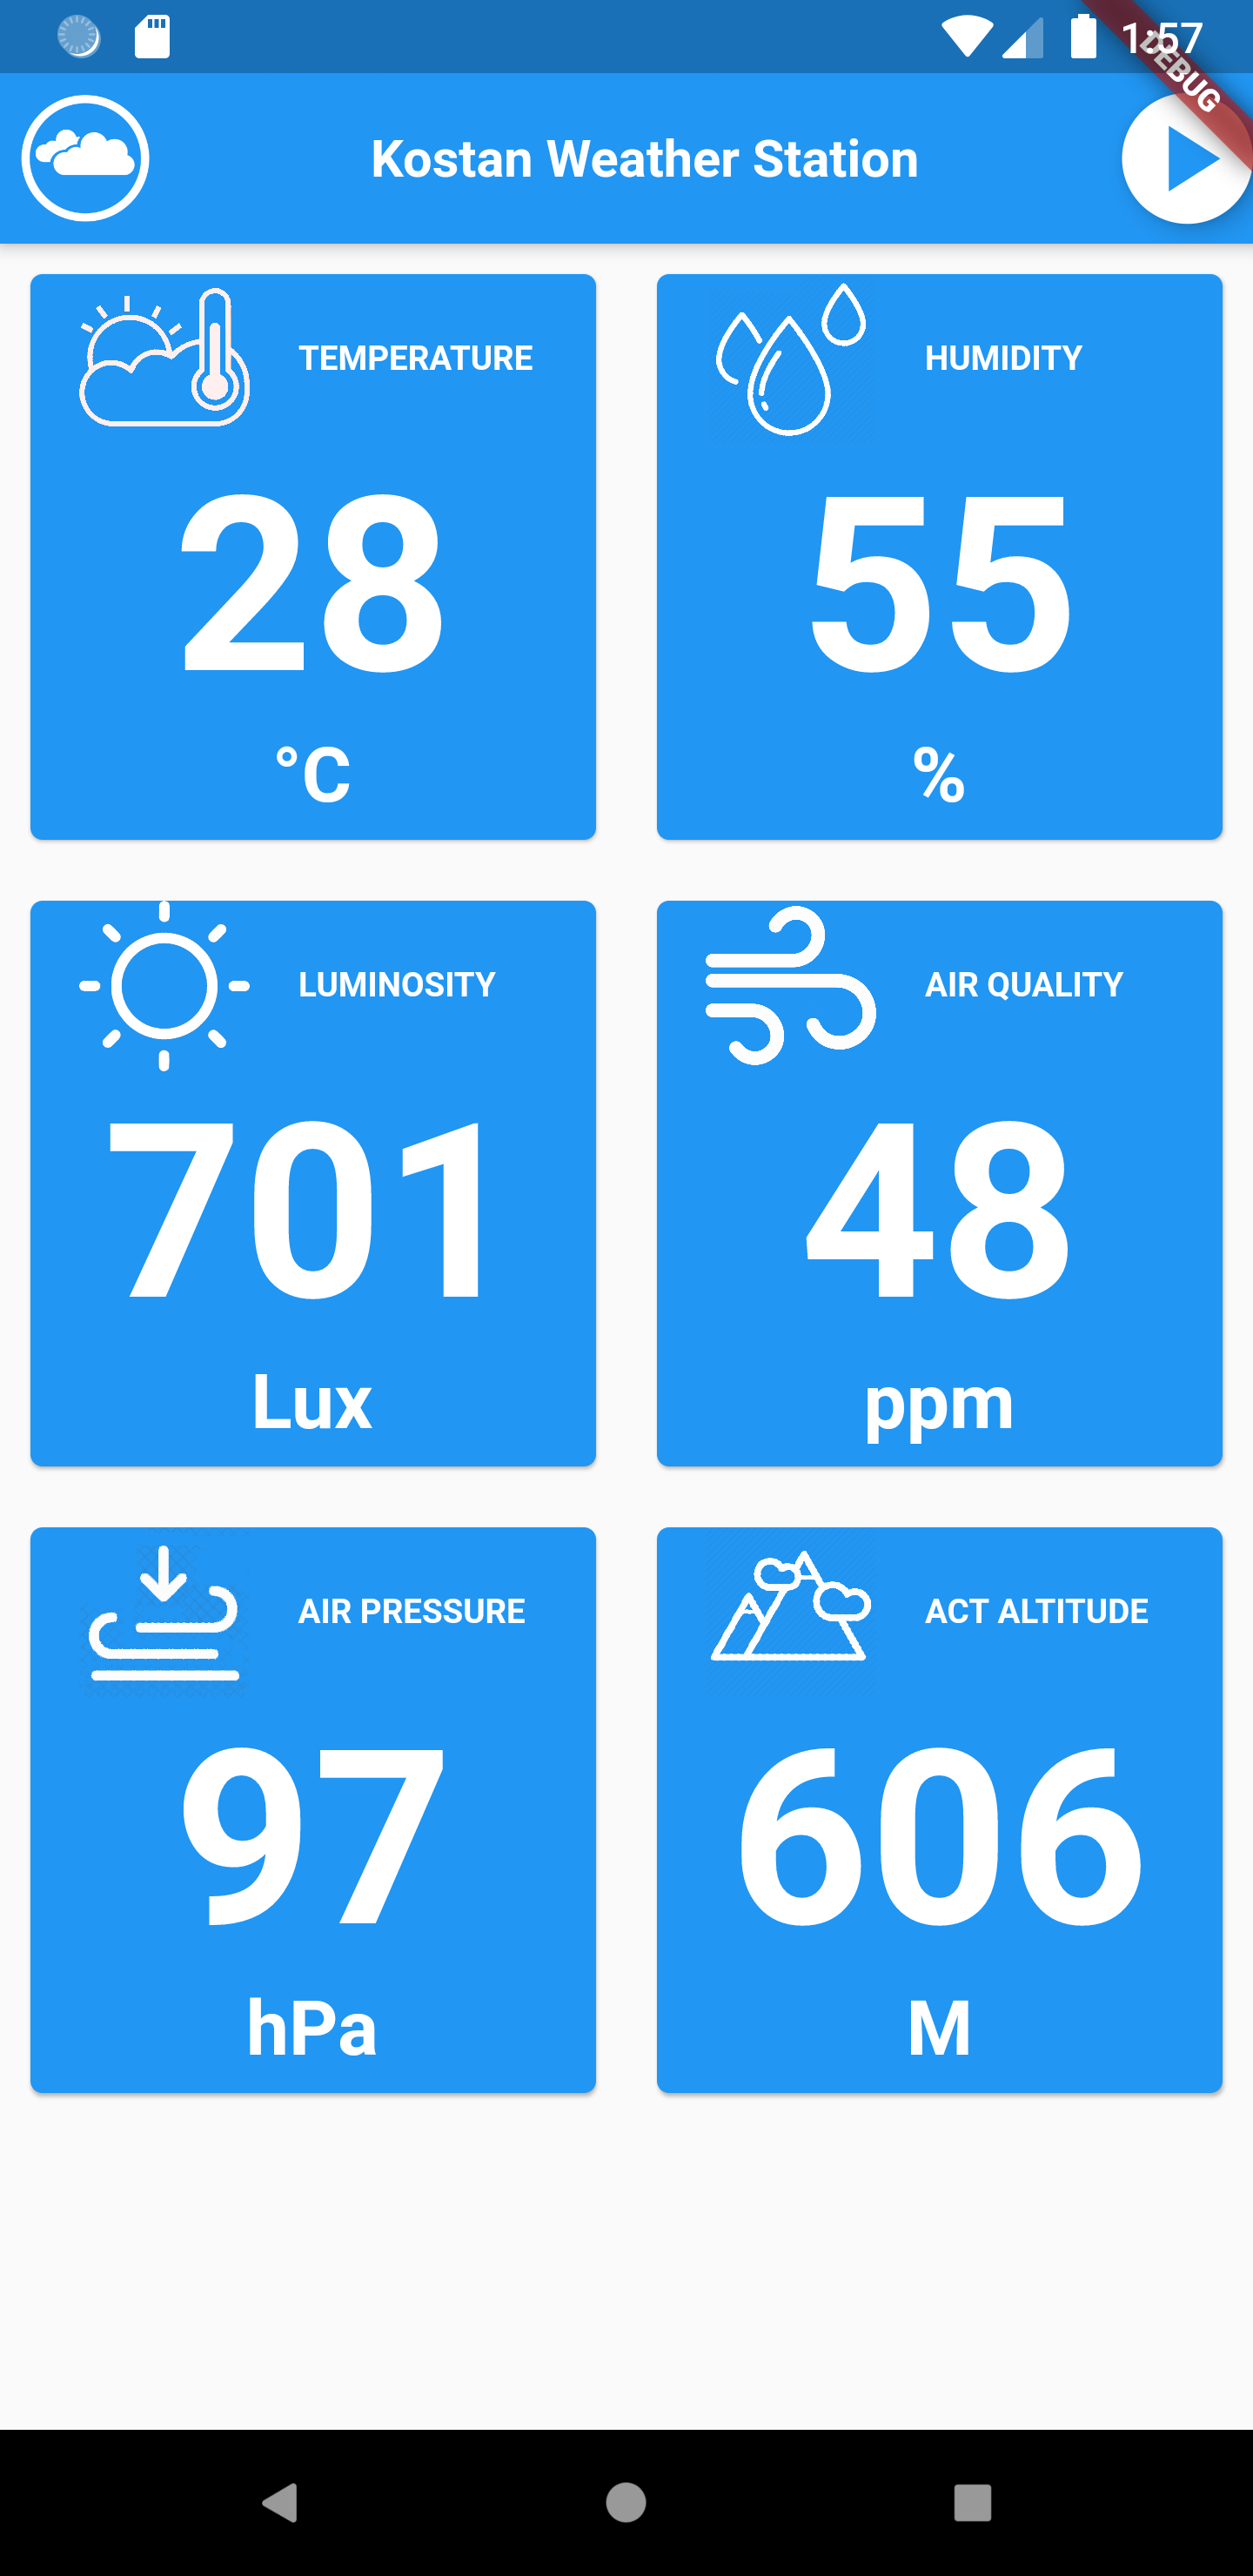 1:57
DEBUG
Kostan Weather Station
TEMPERATURE
28
°C
HUMIDITY
55
%
LUMINOSITY
701
Lux
AIR QUALITY
48
ppm
AIR PRESSURE
97
hPa
ACT ALTITUDE
606
M